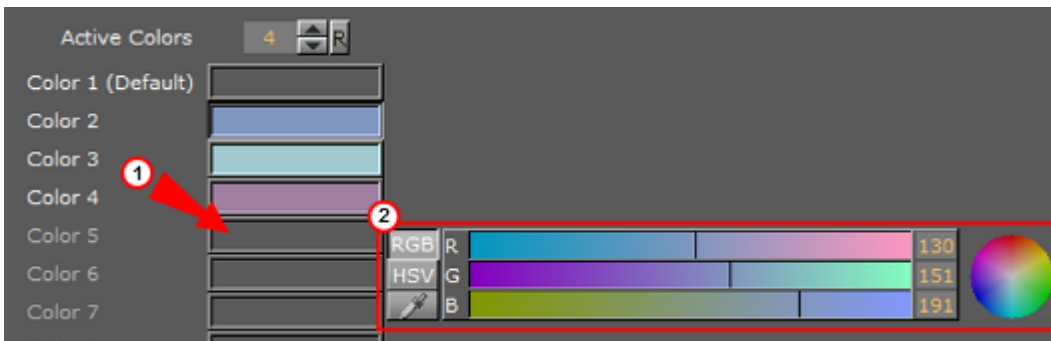 Active Colors 4 R
Color 1 (Default)
Color 2
Color 3
1
Color 4
2
Color 5
RGB R 130
Color 6
HSV G 151
Color 7
B 191